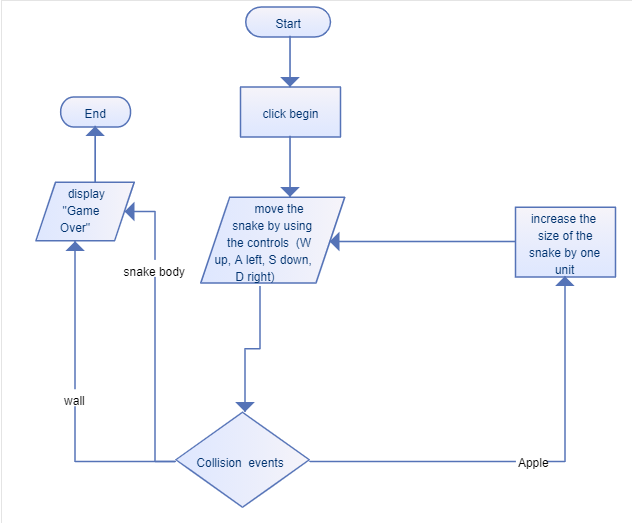 Start
click begin
End
display
"Game
Over"
move the
snake by using
the controls (W
up, A left, S down,
D right)
increase the
size of the
snake by one
unit
snake body
wall
Collision events
Apple